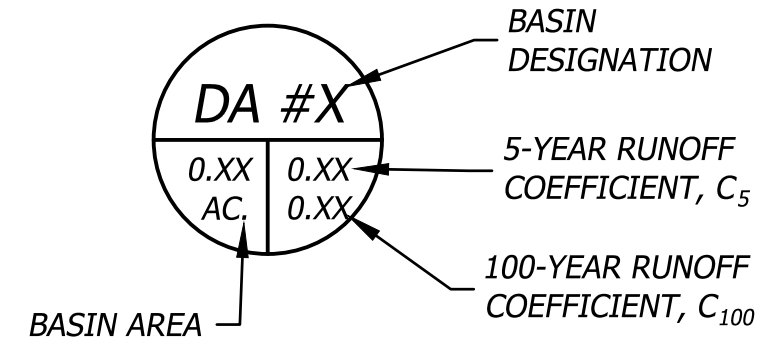 BASIN
DESIGNATION
DA #X
0.XX
AC.
0.XX
0.XX
5-YEAR RUNOFF
COEFFICIENT, C5
100-YEAR RUNOFF
COEFFICIENT, C100
BASIN AREA